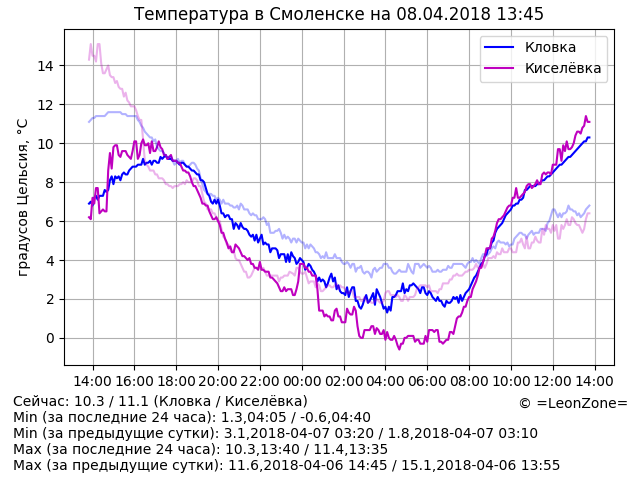 Температура в Смоленске на 08.04.2018 13:45
Кловка
Киселёвка
градусов Цельсия, °C
14
12
10
8
6
4
2
0
14:00 16:00 18:00 20:00 22:00 00:00 02:00 04:00 06:00 08:00 10:00 12:00 14:00
Сейчас: 10.3 / 11.1 (Кловка / Киселёвка)
© =LeonZone=
Min (за последние 24 часа): 1.3,04:05 / -0.6,04:40
Min (за предыдущие сутки): 3.1,2018-04-07 03:20 / 1.8,2018-04-07 03:10
Max (за последние 24 часа): 10.3,13:40 / 11.4,13:35
Max (за предыдущие сутки): 11.6,2018-04-06 14:45 / 15.1,2018-04-06 13:55